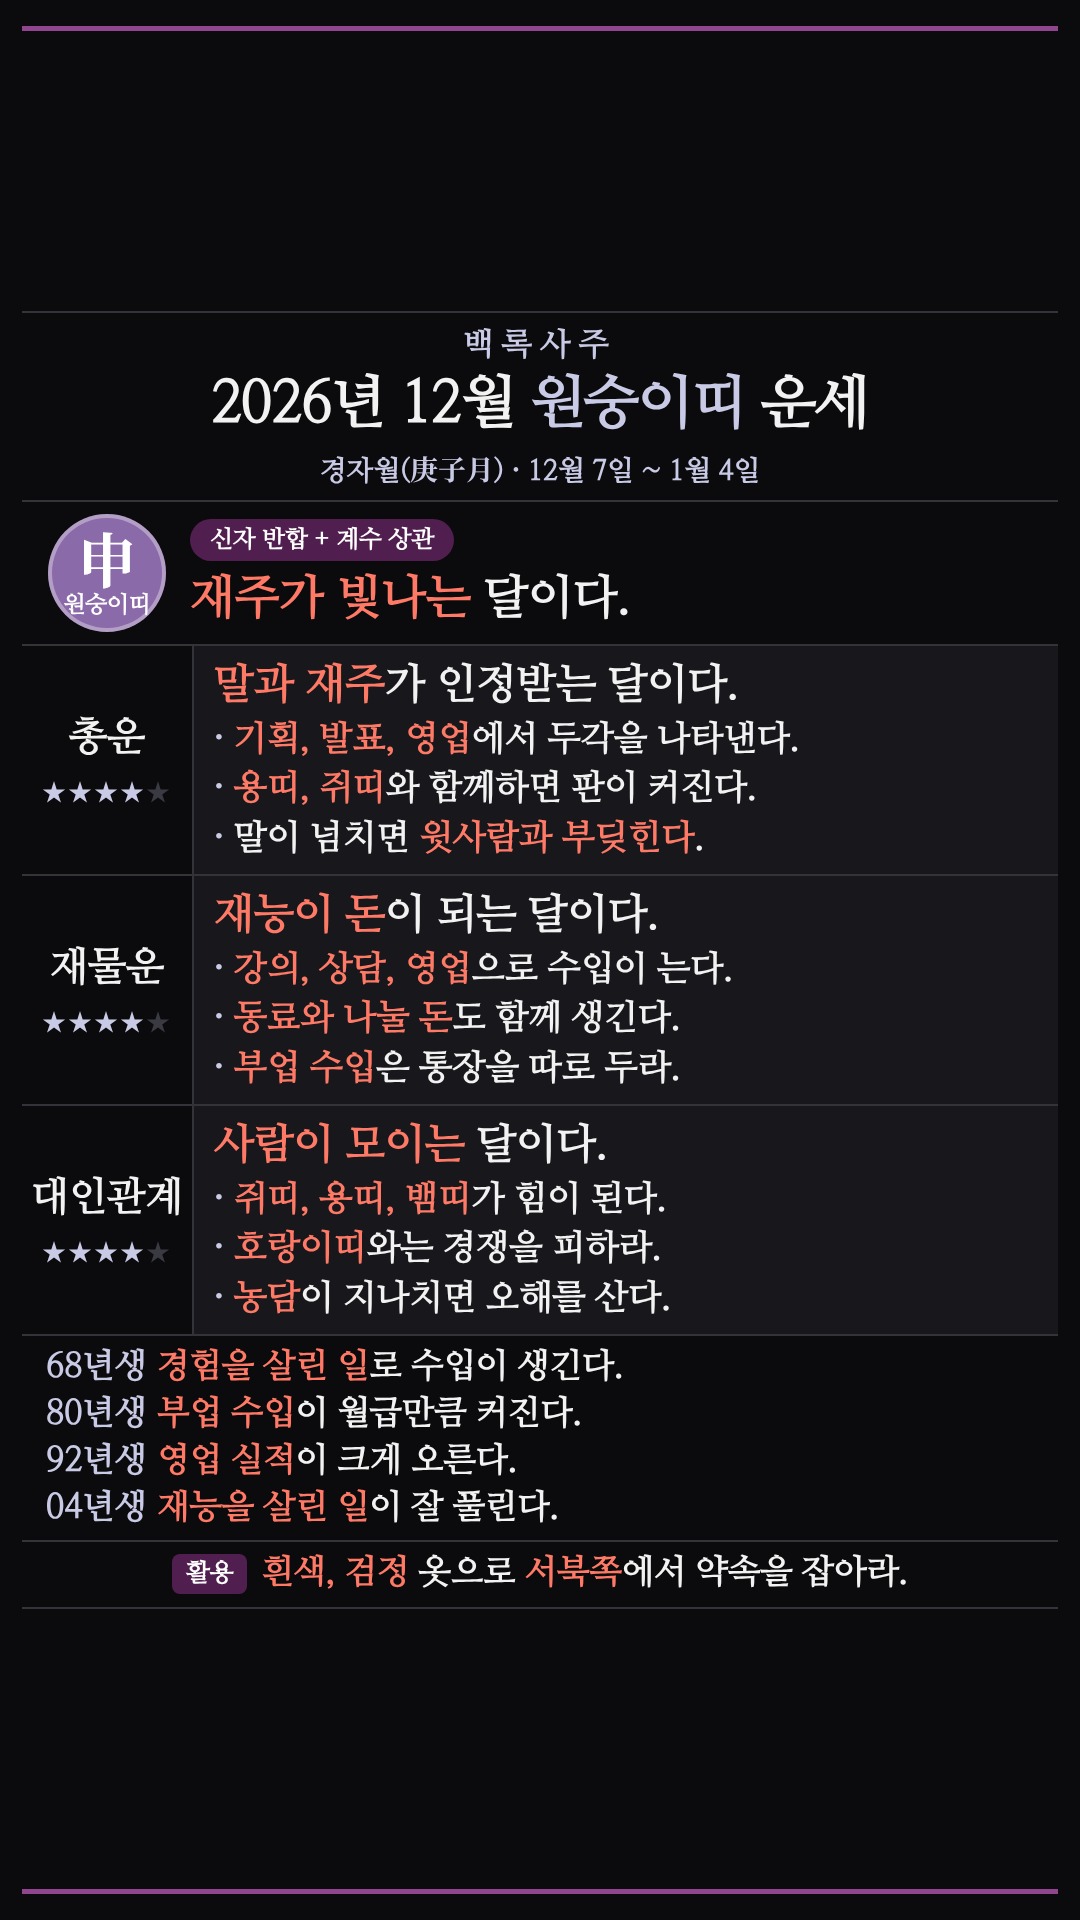 백록사주
2026년 12월 원숭이띠 운세
경자월(庚子月) · 12월 7일 ~ 1월 4일
申
원숭이띠
신자 반합 + 계수 상관
재주가 빛나는 달이다.
총운
★★★★★
말과 재주가 인정받는 달이다.
· 기획, 발표, 영업에서 두각을 나타낸다.
· 용띠, 쥐띠와 함께하면 판이 커진다.
· 말이 넘치면 윗사람과 부딪힌다.
재물운
★★★★★
재능이 돈이 되는 달이다.
· 강의, 상담, 영업으로 수입이 는다.
· 동료와 나눌 돈도 함께 생긴다.
· 부업 수입은 통장을 따로 두라.
대인관계
★★★★★
사람이 모이는 달이다.
· 쥐띠, 용띠, 뱀띠가 힘이 된다.
· 호랑이띠와는 경쟁을 피하라.
· 농담이 지나치면 오해를 산다.
68년생 경험을 살린 일로 수입이 생긴다.
80년생 부업 수입이 월급만큼 커진다.
92년생 영업 실적이 크게 오른다.
04년생 재능을 살린 일이 잘 풀린다.
활용 흰색, 검정 옷으로 서북쪽에서 약속을 잡아라.